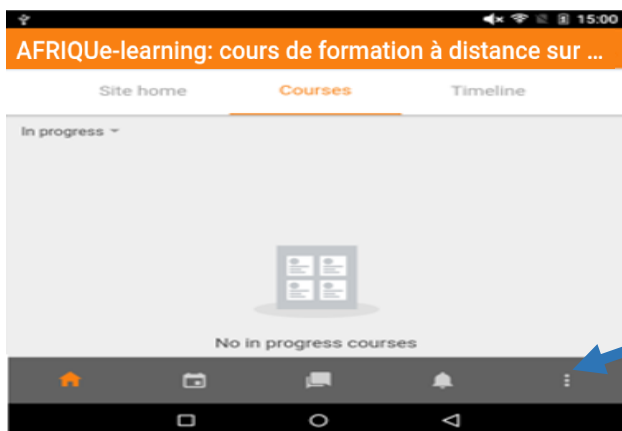 15:00
AFRIQUe-learning: cours de formation à distance sur ...
Site home Courses Timeline
In progress
No in progress courses